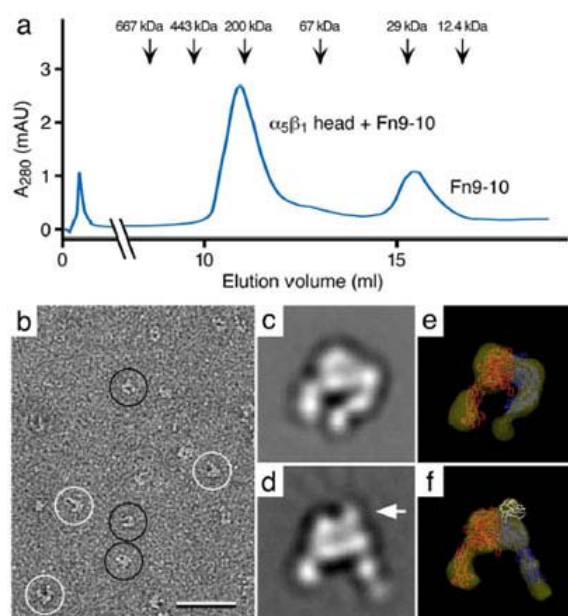 a
667 kDa 443 kDa 200 kDa 67 kDa 29 kDa 12.4 kDa
3
2
1
0
A280 (mAU)
α5β1 head + Fn9-10
Fn9-10
0 10 15
Elution volume (ml)
b
c
e
d
f